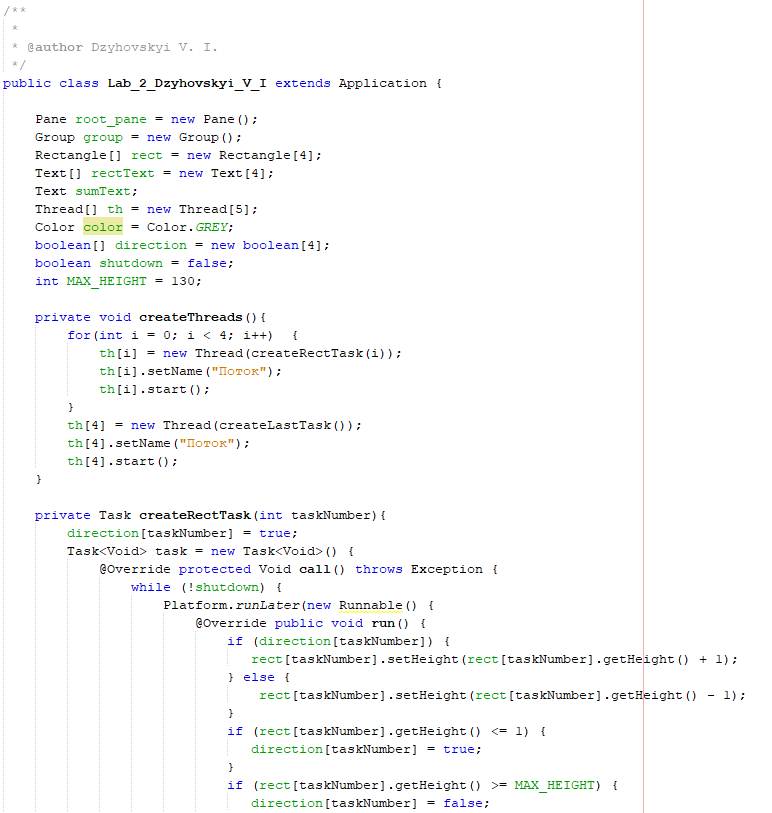 /**
 *
 * @author Dzyhovskyi V. I.
 */
public class Lab_2_Dzyhovskyi_V_I extends Application {

    Pane root_pane = new Pane();
    Group group = new Group();
    Rectangle[] rect = new Rectangle[4];
    Text[] rectText = new Text[4];
    Text sumText;
    Thread[] th = new Thread[5];
    Color color = Color.GREY;
    boolean[] direction = new boolean[4];
    boolean shutdown = false;
    int MAX_HEIGHT = 130;

    private void createThreads(){
        for(int i = 0; i < 4; i++)  {
            th[i] = new Thread(createRectTask(i));
            th[i].setName("Поток");
            th[i].start();
        }
        th[4] = new Thread(createLastTask());
        th[4].setName("Поток");
        th[4].start();
    }

    private Task createRectTask(int taskNumber){
        direction[taskNumber] = true;
        Task<Void> task = new Task<Void>() {
            @Override protected Void call() throws Exception {
                while (!shutdown) {
                    Platform.runLater(new Runnable() {
                        @Override public void run() {
                            if (direction[taskNumber]) {
                               rect[taskNumber].setHeight(rect[taskNumber].getHeight() + 1);
                            } else {
                                rect[taskNumber].setHeight(rect[taskNumber].getHeight() - 1);
                            }
                            if (rect[taskNumber].getHeight() <= 1) {
                               direction[taskNumber] = true;
                            }
                            if (rect[taskNumber].getHeight() >= MAX_HEIGHT) {
                               direction[taskNumber] = false;